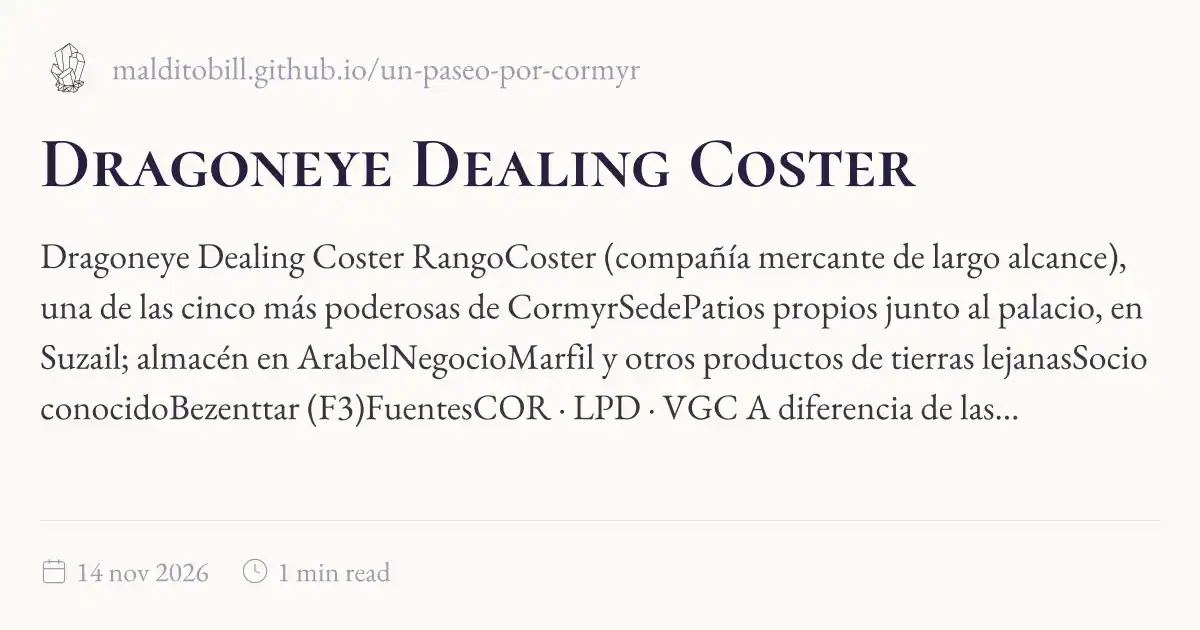 malditobill.github.io/un-paseo-por-cormyr
Dragoneye Dealing Coster
Dragoneye Dealing Coster RangoCoster (compañía mercante de largo alcance),
una de las cinco más poderosas de CormyrSedePatios propios junto al palacio, en
Suzail; almacén en ArabelNegocioMarfil y otros productos de tierras lejanasSocio
conocidoBezenttar (F3)FuentesCOR · LPD · VGC A diferencia de las...
14 nov 2026
1 min read